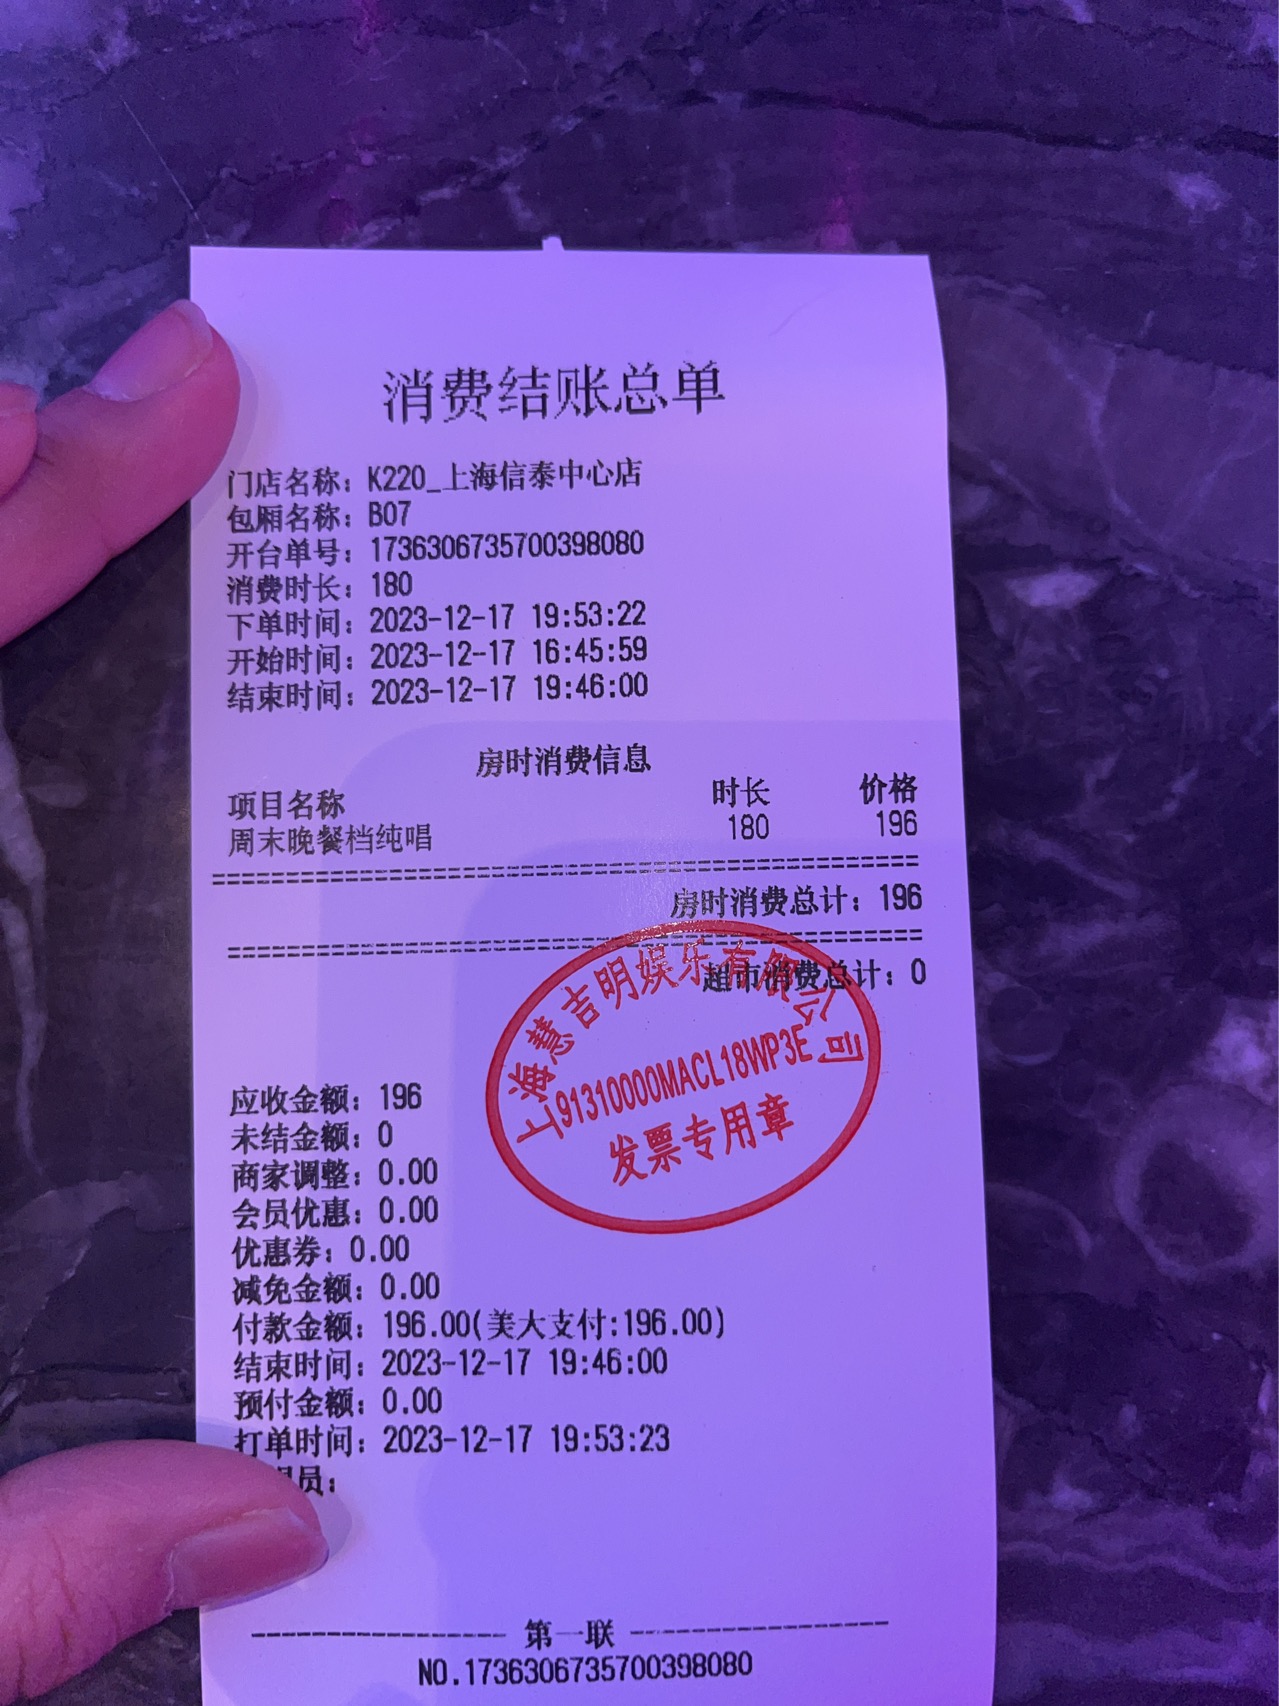 消费结账总单
门店名称：K220_上海信泰中心店
包厢名称：B07
开台单号：1736306735700398080
消费时长：180
下单时间：2023-12-17 19:53:22
开始时间：2023-12-17 16:45:59
结束时间：2023-12-17 19:46:00
房时消费信息
项目名称 时长 价格
周末晚餐档纯唱 180 196
房时消费总计：196
超市消费总计：0
上海慧吉明娱乐有限公司
91310000MACL18WP3E
发票专用章
应收金额：196
未结金额：0
商家调整：0.00
会员优惠：0.00
优惠券：0.00
减免金额：0.00
付款金额：196.00(美大支付:196.00)
结束时间：2023-12-17 19:46:00
预付金额：0.00
打单时间：2023-12-17 19:53:23
员：
第一联
NO.1736306735700398080